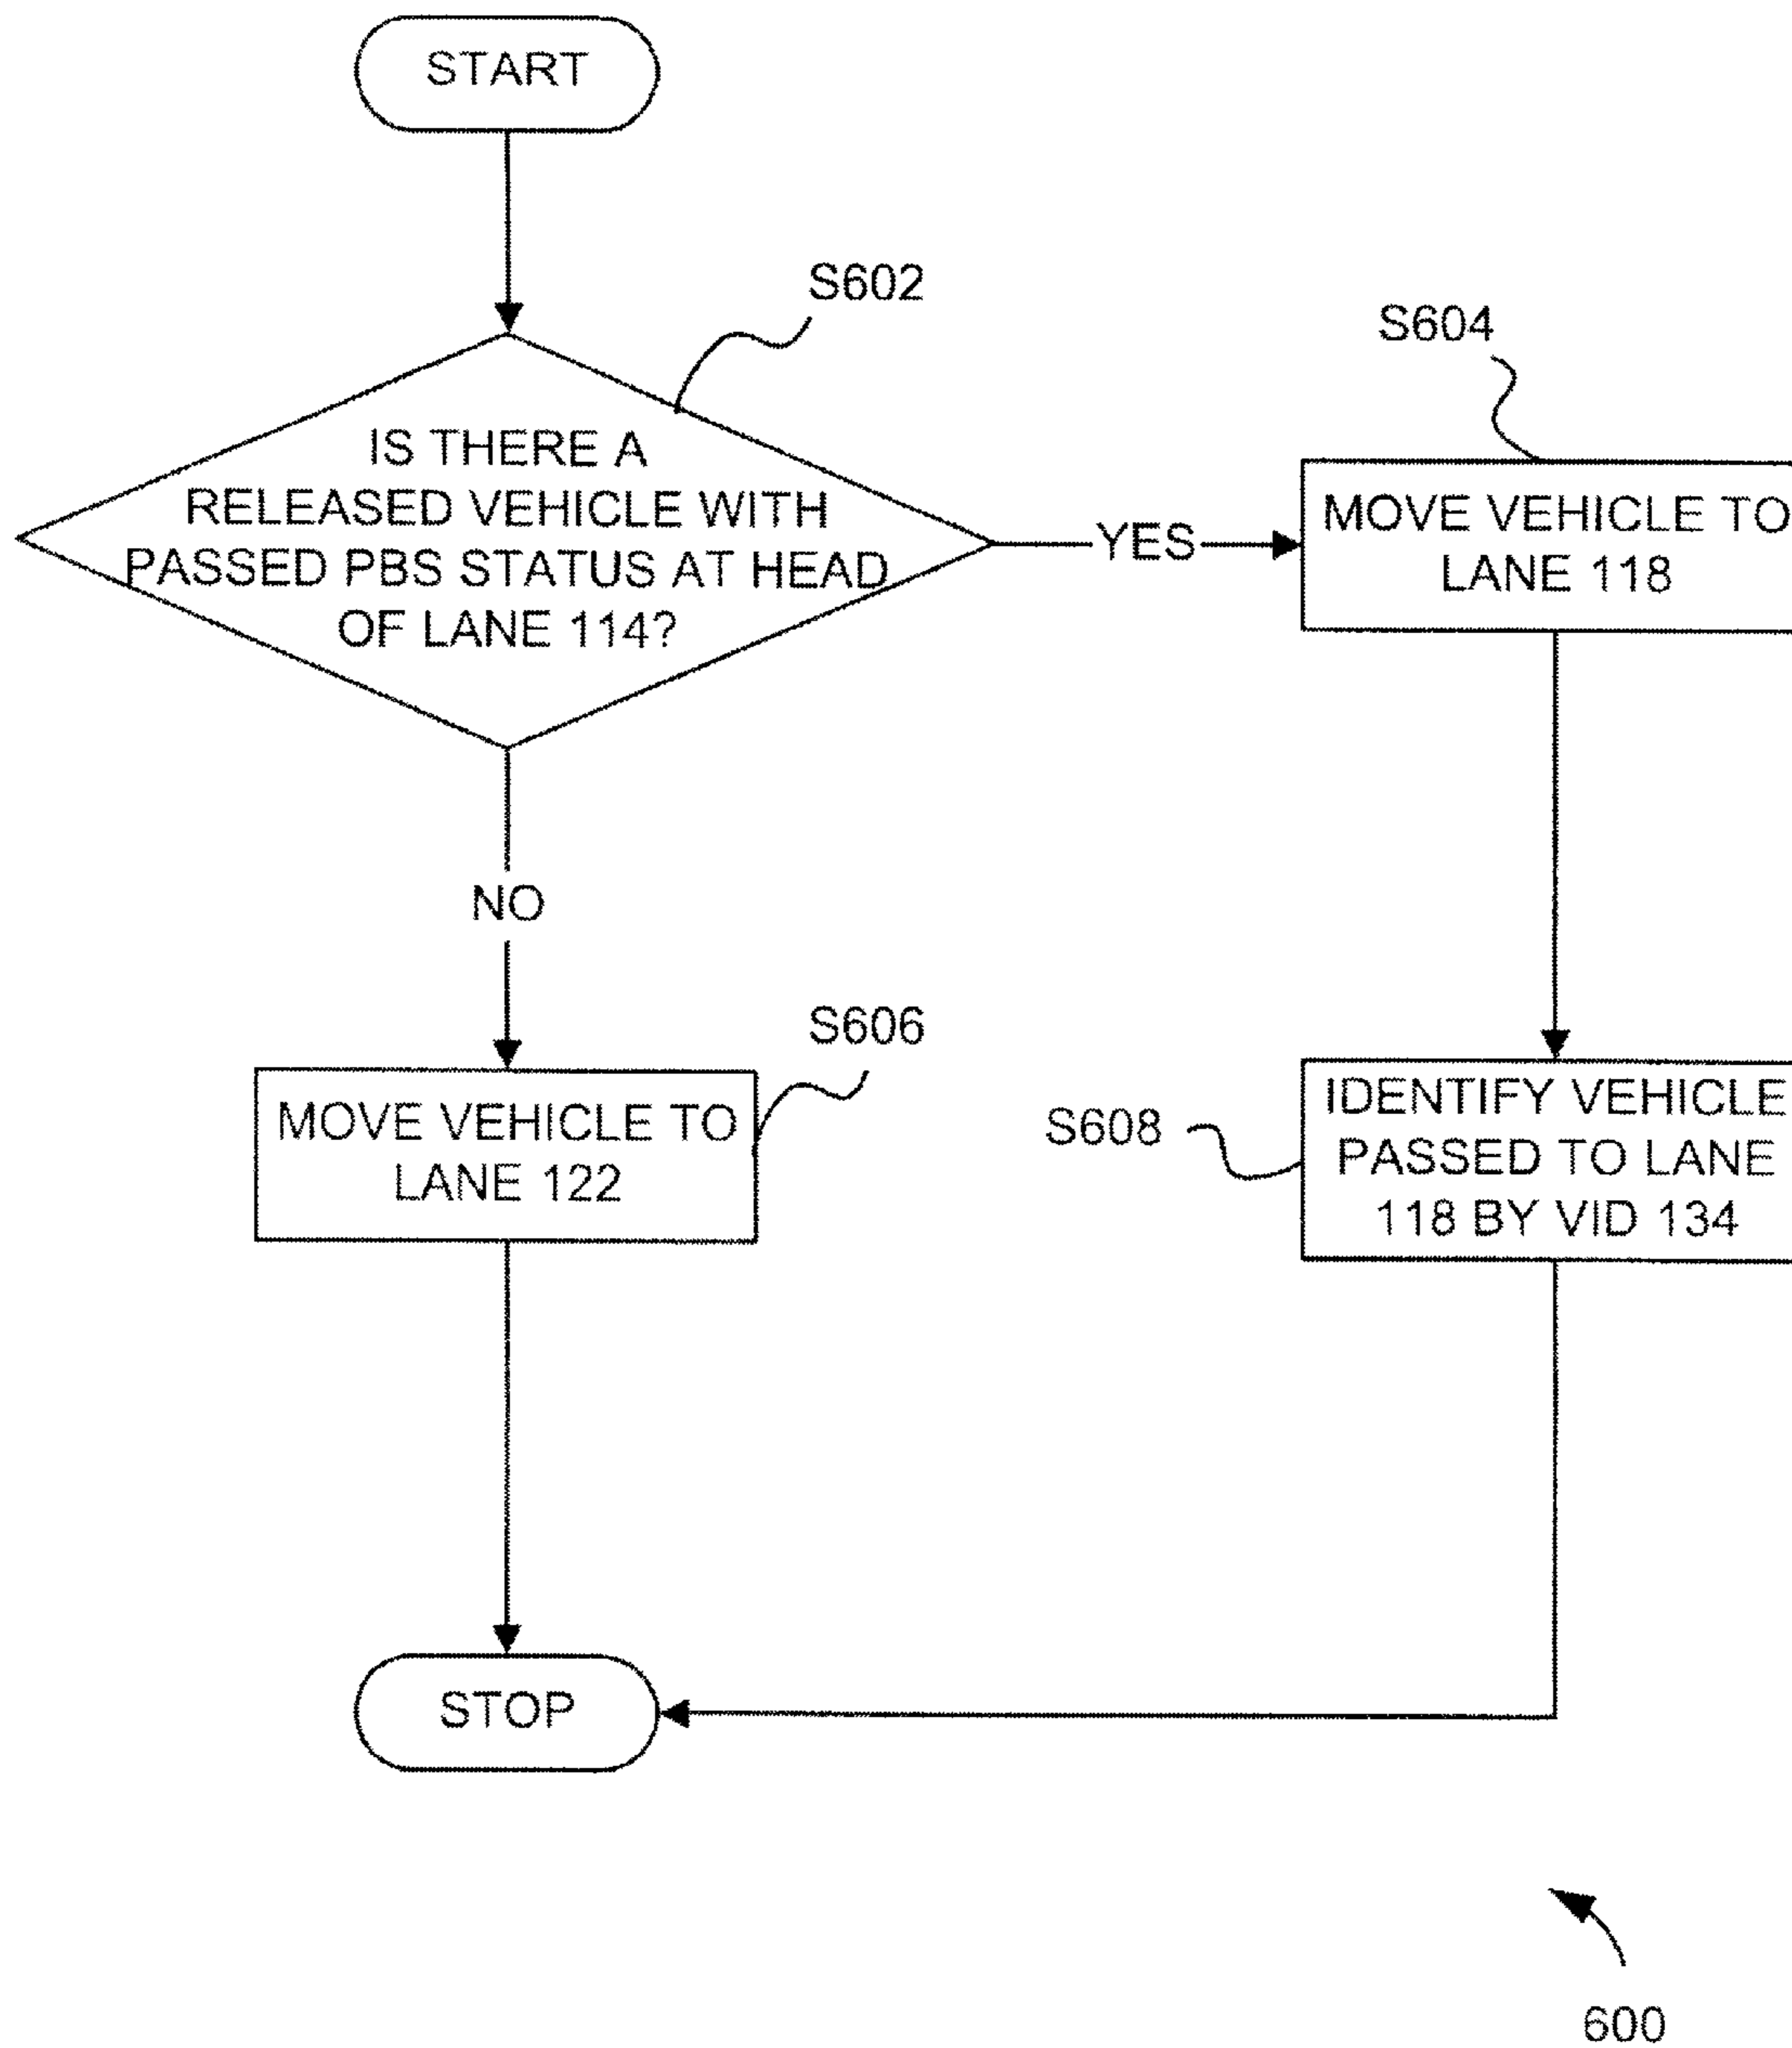 START
S602
S604
IS THERE A
RELEASED VEHICLE WITH
PASSED PBS STATUS AT HEAD
OF LANE 114?
YES
MOVE VEHICLE TO
LANE 118
NO
S606
MOVE VEHICLE TO
LANE 122
S608
IDENTIFY VEHICLE
PASSED TO LANE
118 BY VID 134
STOP
600